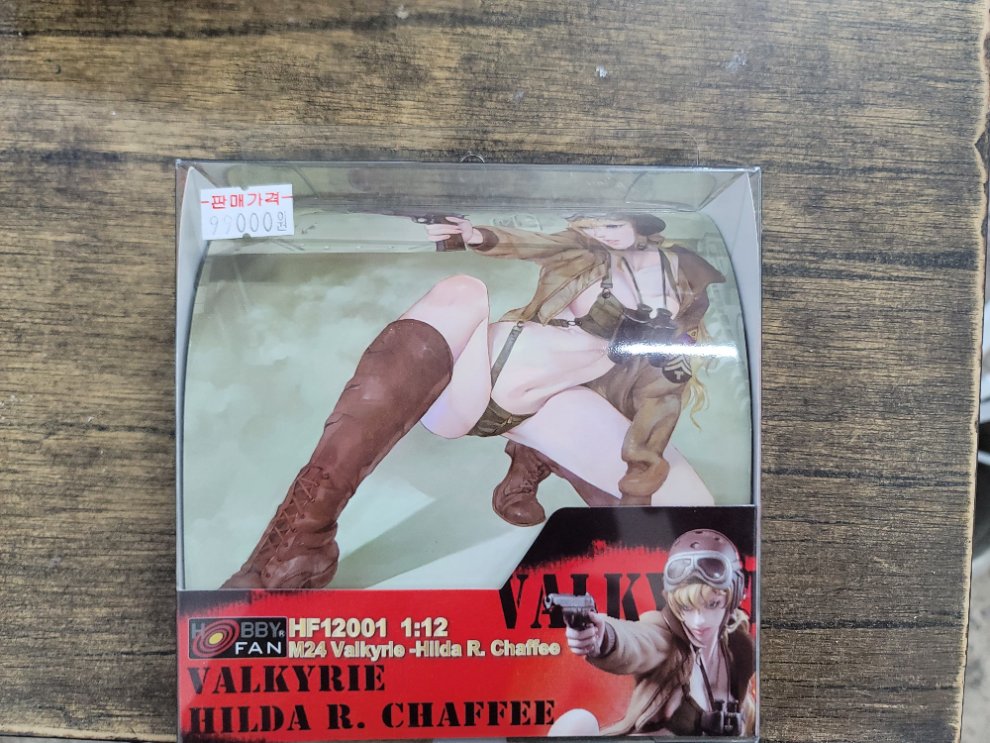 판매가격
99000원
VALKY
HOBBY FAN
HF12001 1:12
M24 Valkyrie -Hilda R. Chaffee
VALKYRIE
HILDA R. CHAFFEE